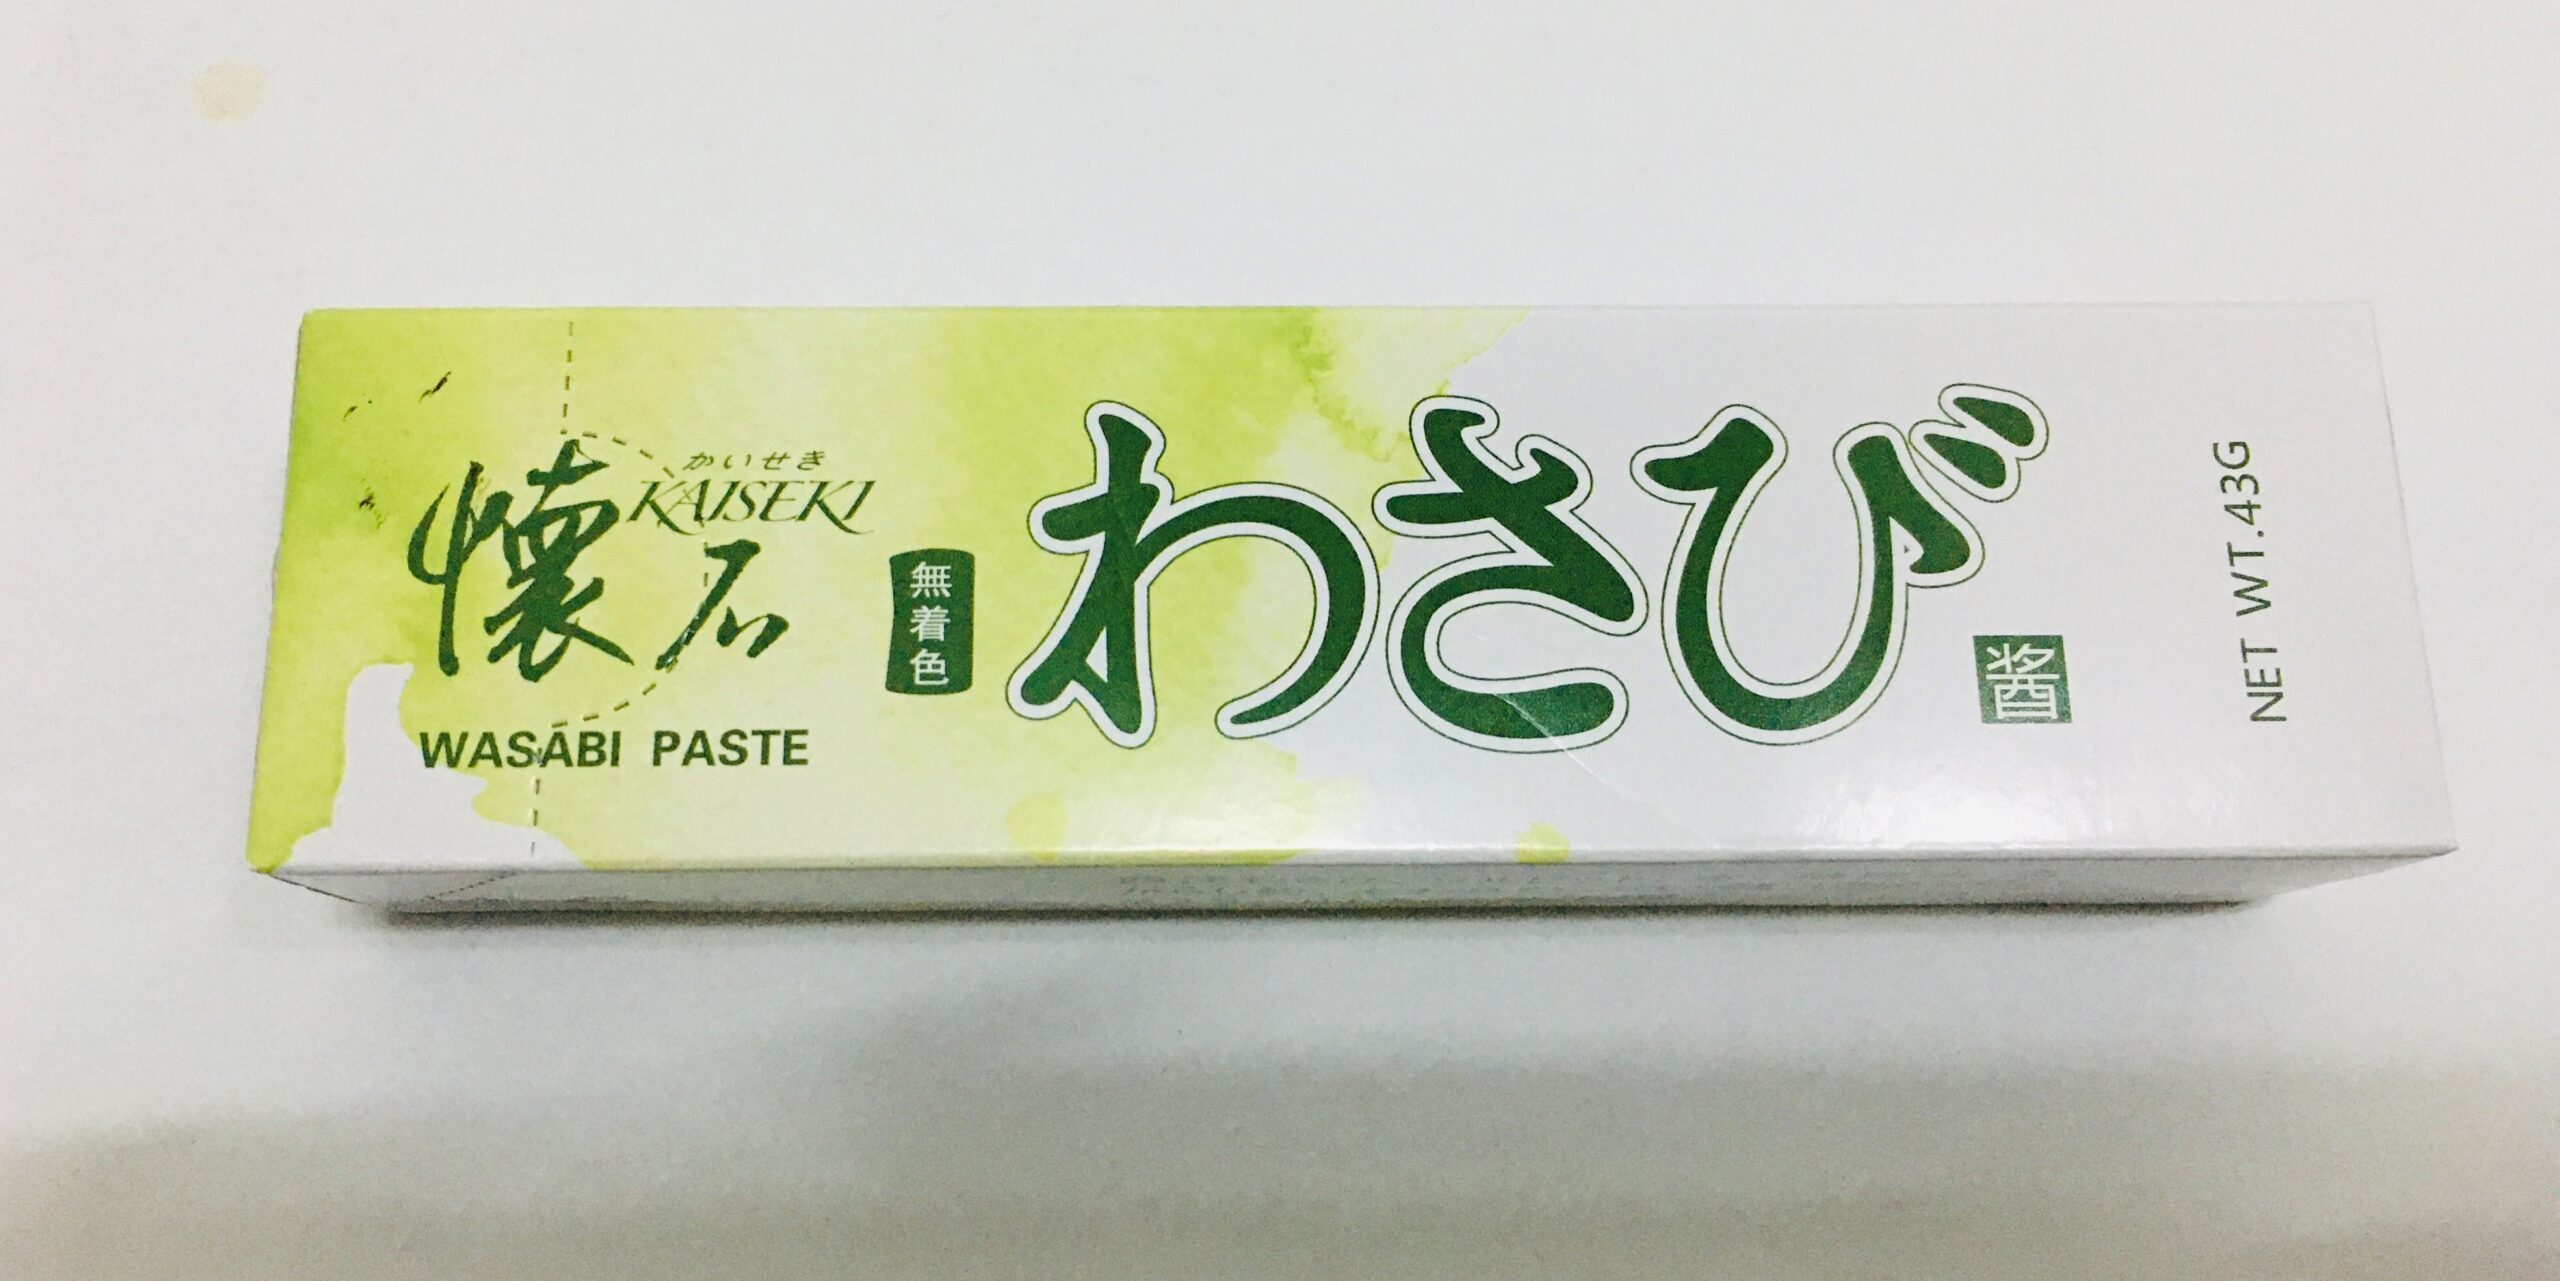 かいせき
KAISEKI
懐石
WASABI PASTE
無着色
わさび
酱
NET WT.43G